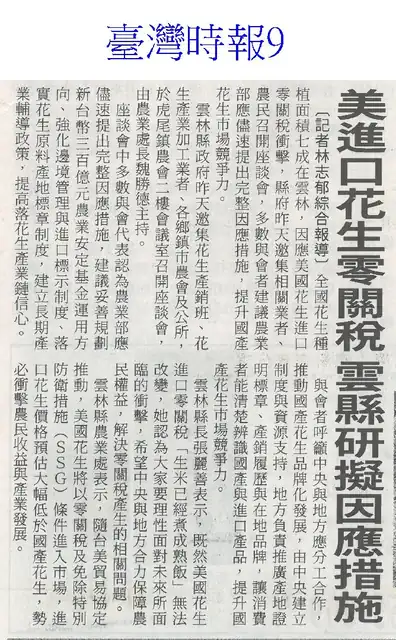 臺灣時報9
美進口花生零關稅 雲縣研擬因應措施
〔記者林志郁綜合報導〕全國花生種
植面積七成在雲林，因應美國花生進口
零關稅衝擊，縣府昨天邀集相關業者、
農民召開座談會，多數與會者建議農業
部應儘速提出完整因應措施，提升國產
花生市場競爭力。
雲林縣政府昨天邀集花生產銷班、花
生產業加工業者，各鄉鎮市農會及公所，
於虎尾鎮農會二樓會議室召開座談會，
由農業處長魏勝德主持。
座談會中多數與會代表認為農業部應
儘速提出完整因應措施，建議妥善規劃
新台幣三百億元農業安定基金運用方
向、強化邊境管理與進口標示制度、落
實花生原料產地標章制度，建立長期產
業輔導政策，提高落花生產業鏈信心。
與會者呼籲中央與地方應分工合作，
推動國產花生品牌化發展，由中央建立
制度與資源支持，地方負責推廣產地證
明標章、產銷履歷與在地品牌，讓消費
者能清楚辨識國產與進口產品，提升國
產花生市場競爭力。
雲林縣長張麗善表示，既然美國花生
進口零關稅「生米已經煮成熟飯」無法
改變，她認為大家要理性面對未來所面
臨的衝擊，希望中央與地方合力保障農
民權益，解決零關稅產生的相關問題。
雲林縣農業處表示，隨台美貿易協定
推動，美國花生將以零關稅及免除特別
防衛措施（SSG）條件進入市場，進
口花生價格預估大幅低於國產花生，勢
必衝擊農民收益與產業發展。